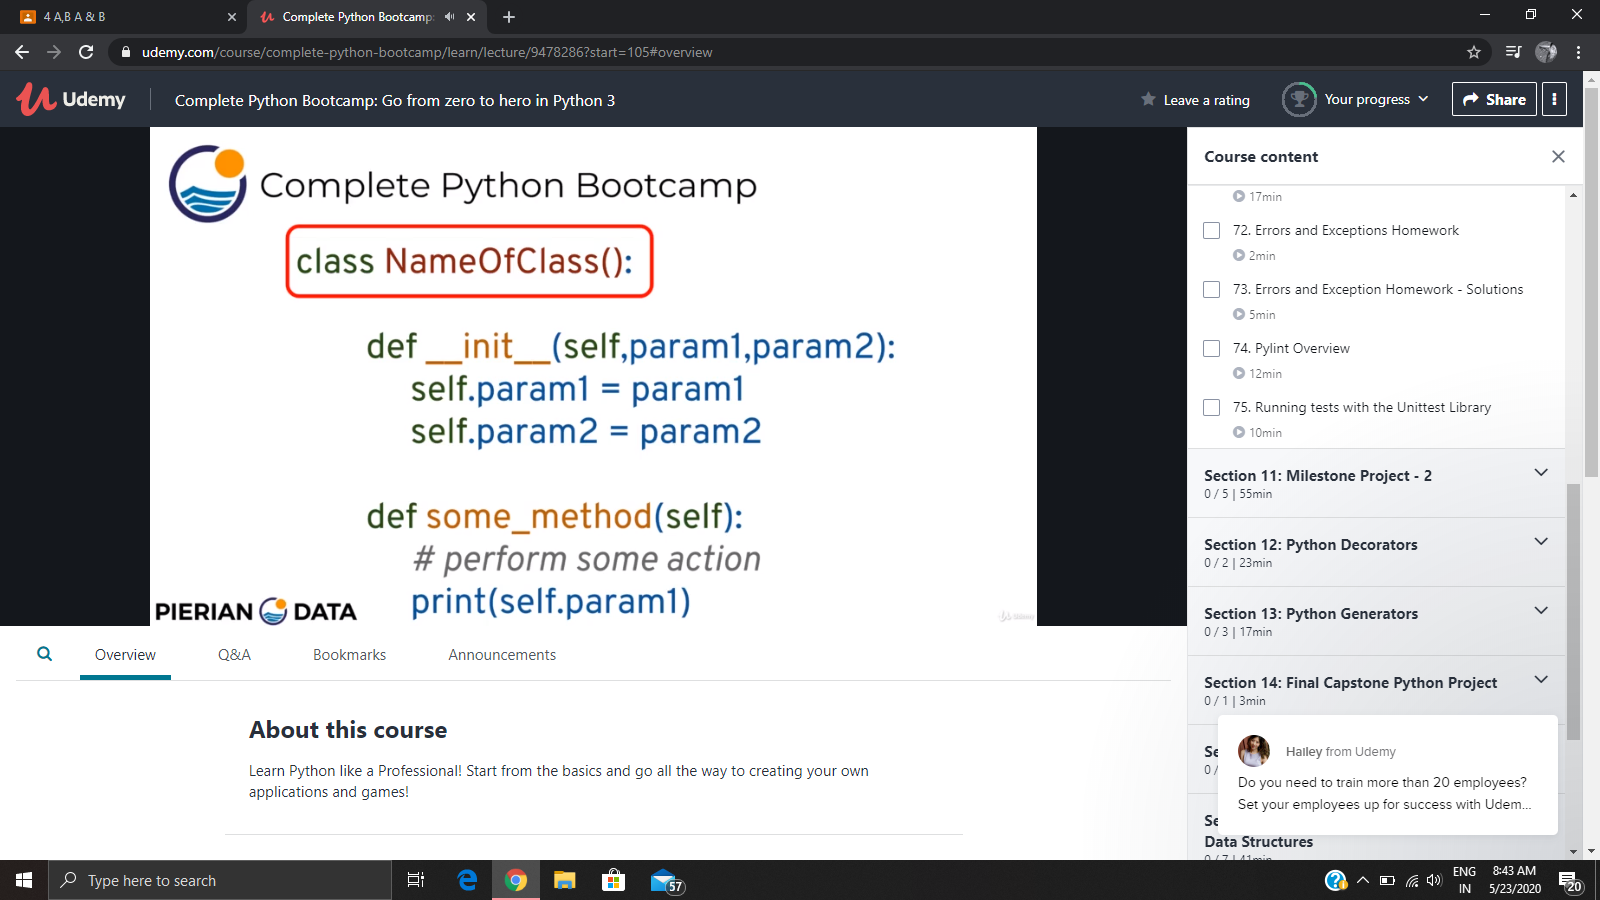 4 A,B A & B
Complete Python Bootcamp:
udemy.com/course/complete-python-bootcamp/learn/lecture/9478286?start=105#overview
Udemy
Complete Python Bootcamp: Go from zero to hero in Python 3
Leave a rating
Your progress
Share
Complete Python Bootcamp
class NameOfClass():
def __init__(self,param1,param2):
self.param1 = param1
self.param2 = param2
def some_method(self):
# perform some action
print(self.param1)
PIERIAN DATA
Udemy
Overview
Q&A
Bookmarks
Announcements
About this course
Learn Python like a Professional! Start from the basics and go all the way to creating your own
applications and games!
Course content
17min
72. Errors and Exceptions Homework
2min
73. Errors and Exception Homework - Solutions
5min
74. Pylint Overview
12min
75. Running tests with the Unittest Library
10min
Section 11: Milestone Project - 2
0 / 5 | 55min
Section 12: Python Decorators
0 / 2 | 23min
Section 13: Python Generators
0 / 3 | 17min
Section 14: Final Capstone Python Project
0 / 1 | 3min
Se
0 /
Hailey from Udemy
Do you need to train more than 20 employees?
Set your employees up for success with Udem...
Se
Data Structures
0 / 7 | 41min
Type here to search
57
ENG
IN
8:43 AM
5/23/2020
20